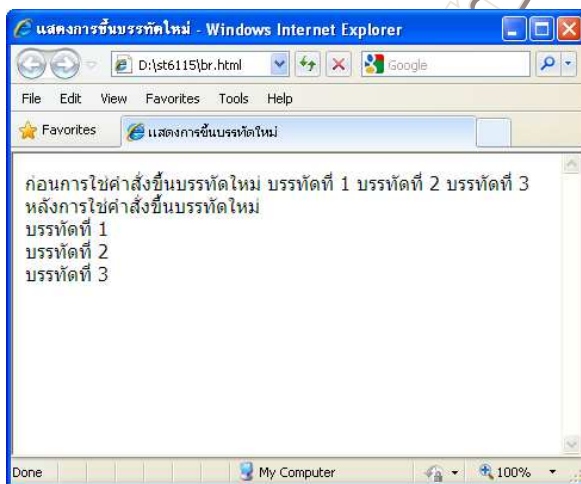 แสดงการขึ้นบรรทัดใหม่ - Windows Internet Explorer
D:\st6115\br.html
Google
File Edit View Favorites Tools Help
Favorites
แสดงการขึ้นบรรทัดใหม่
ก่อนการใช้คำสั่งขึ้นบรรทัดใหม่ บรรทัดที่ 1 บรรทัดที่ 2 บรรทัดที่ 3
หลังการใช้คำสั่งขึ้นบรรทัดใหม่
บรรทัดที่ 1
บรรทัดที่ 2
บรรทัดที่ 3
Done
My Computer
100%